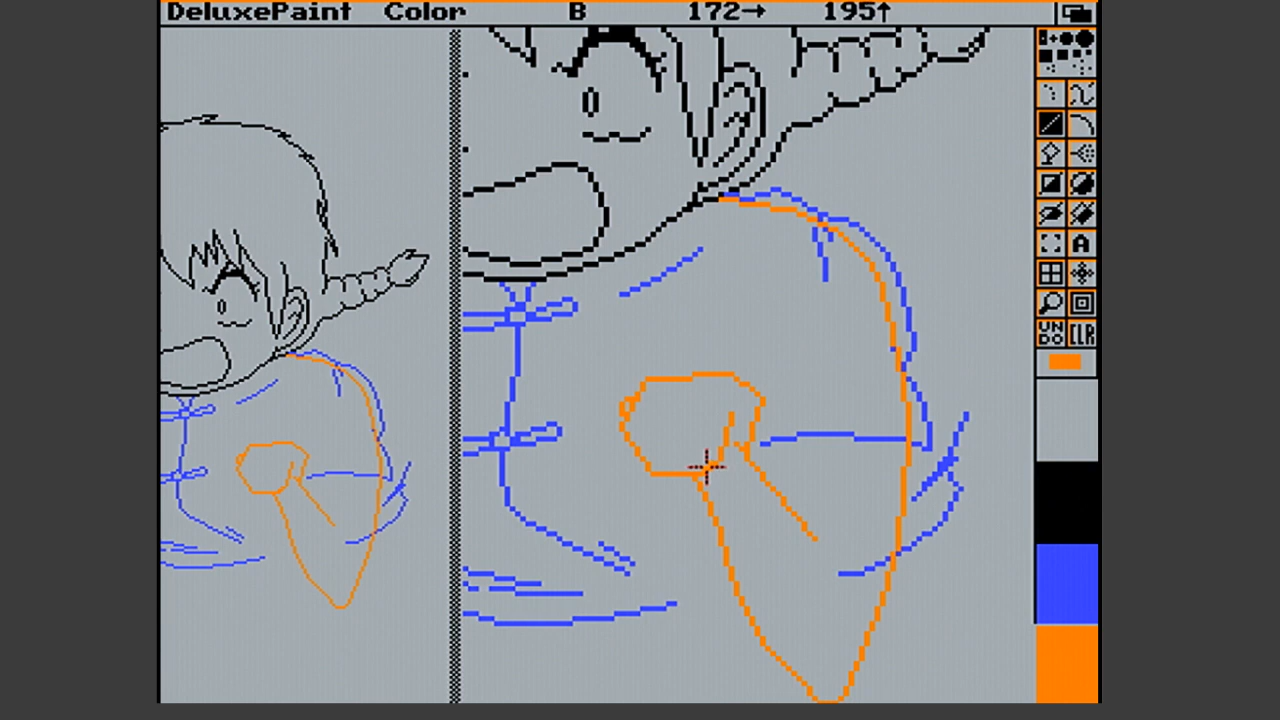 DeluxePaint Color B 172→ 195↑
A
UN CLR
DO